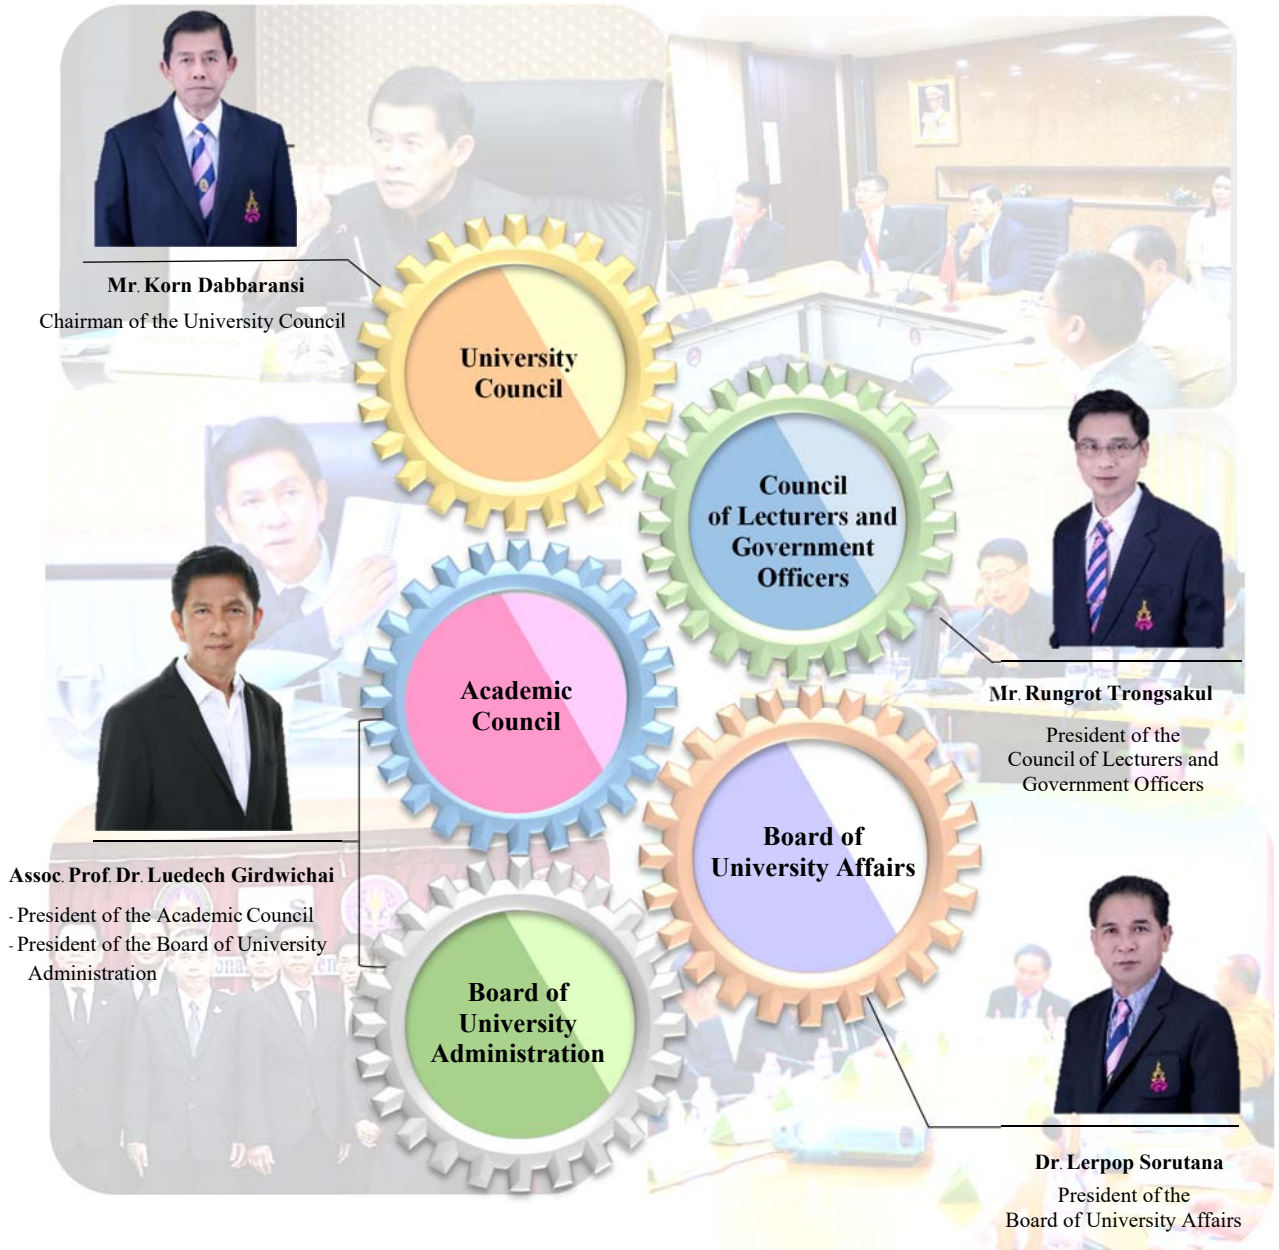 Mr. Korn Dabbaransi
Chairman of the University Council
University
Council
Council
of Lecturers and
Government
Officers
Mr. Rungrot Trongsakul
President of the
Council of Lecturers and
Government Officers
Academic
Council
Assoc. Prof. Dr. Luedech Girdwichai
- President of the Academic Council
- President of the Board of University
Administration
Board of
University Affairs
Board of
University
Administration
Dr. Lerpop Sorutana
President of the
Board of University Affairs